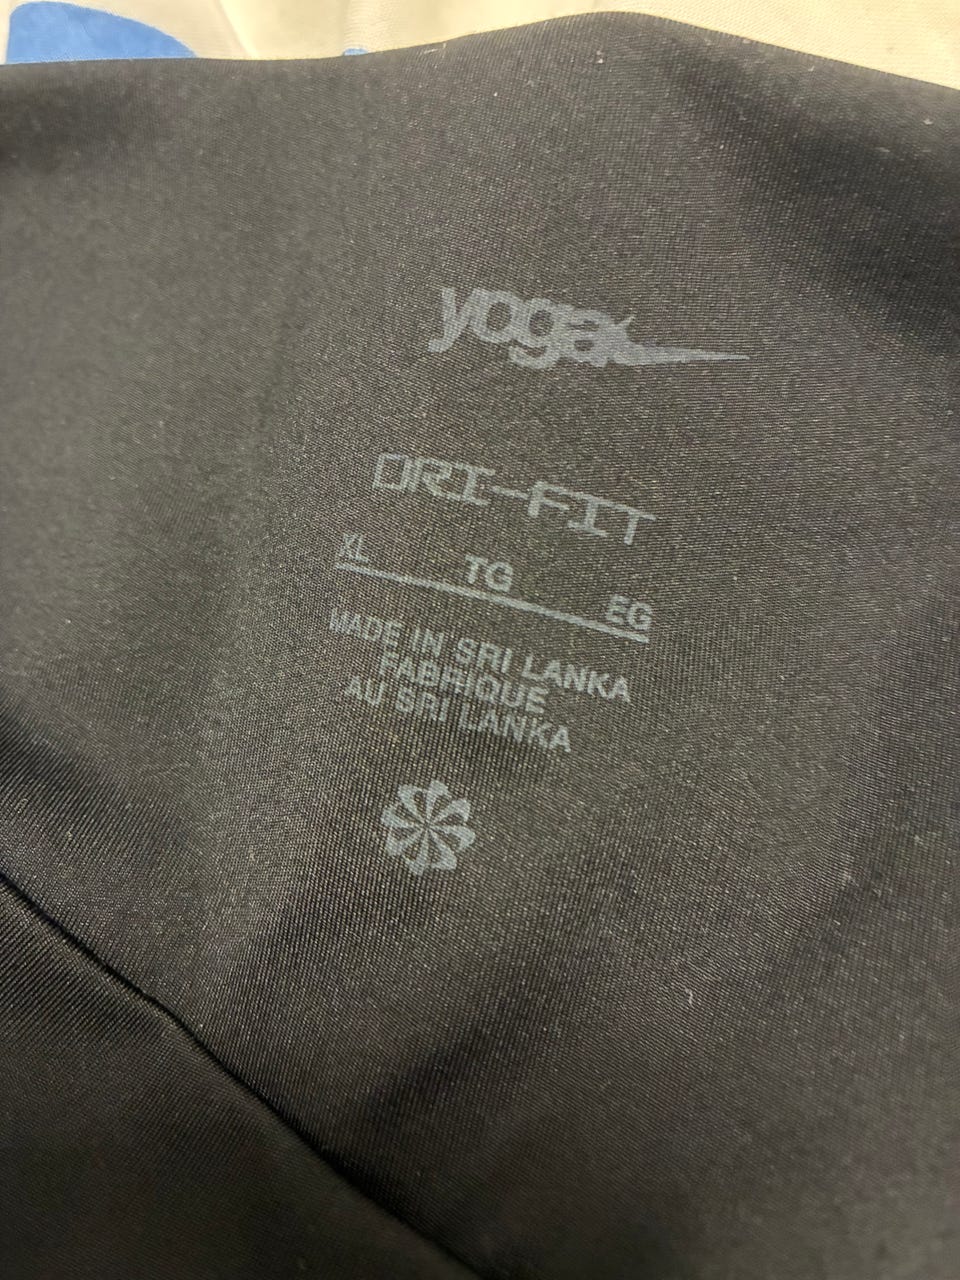 yoga
DRI-FIT
XL TG EG
MADE IN SRI LANKA
FABRIQUE
AU SRI LANKA